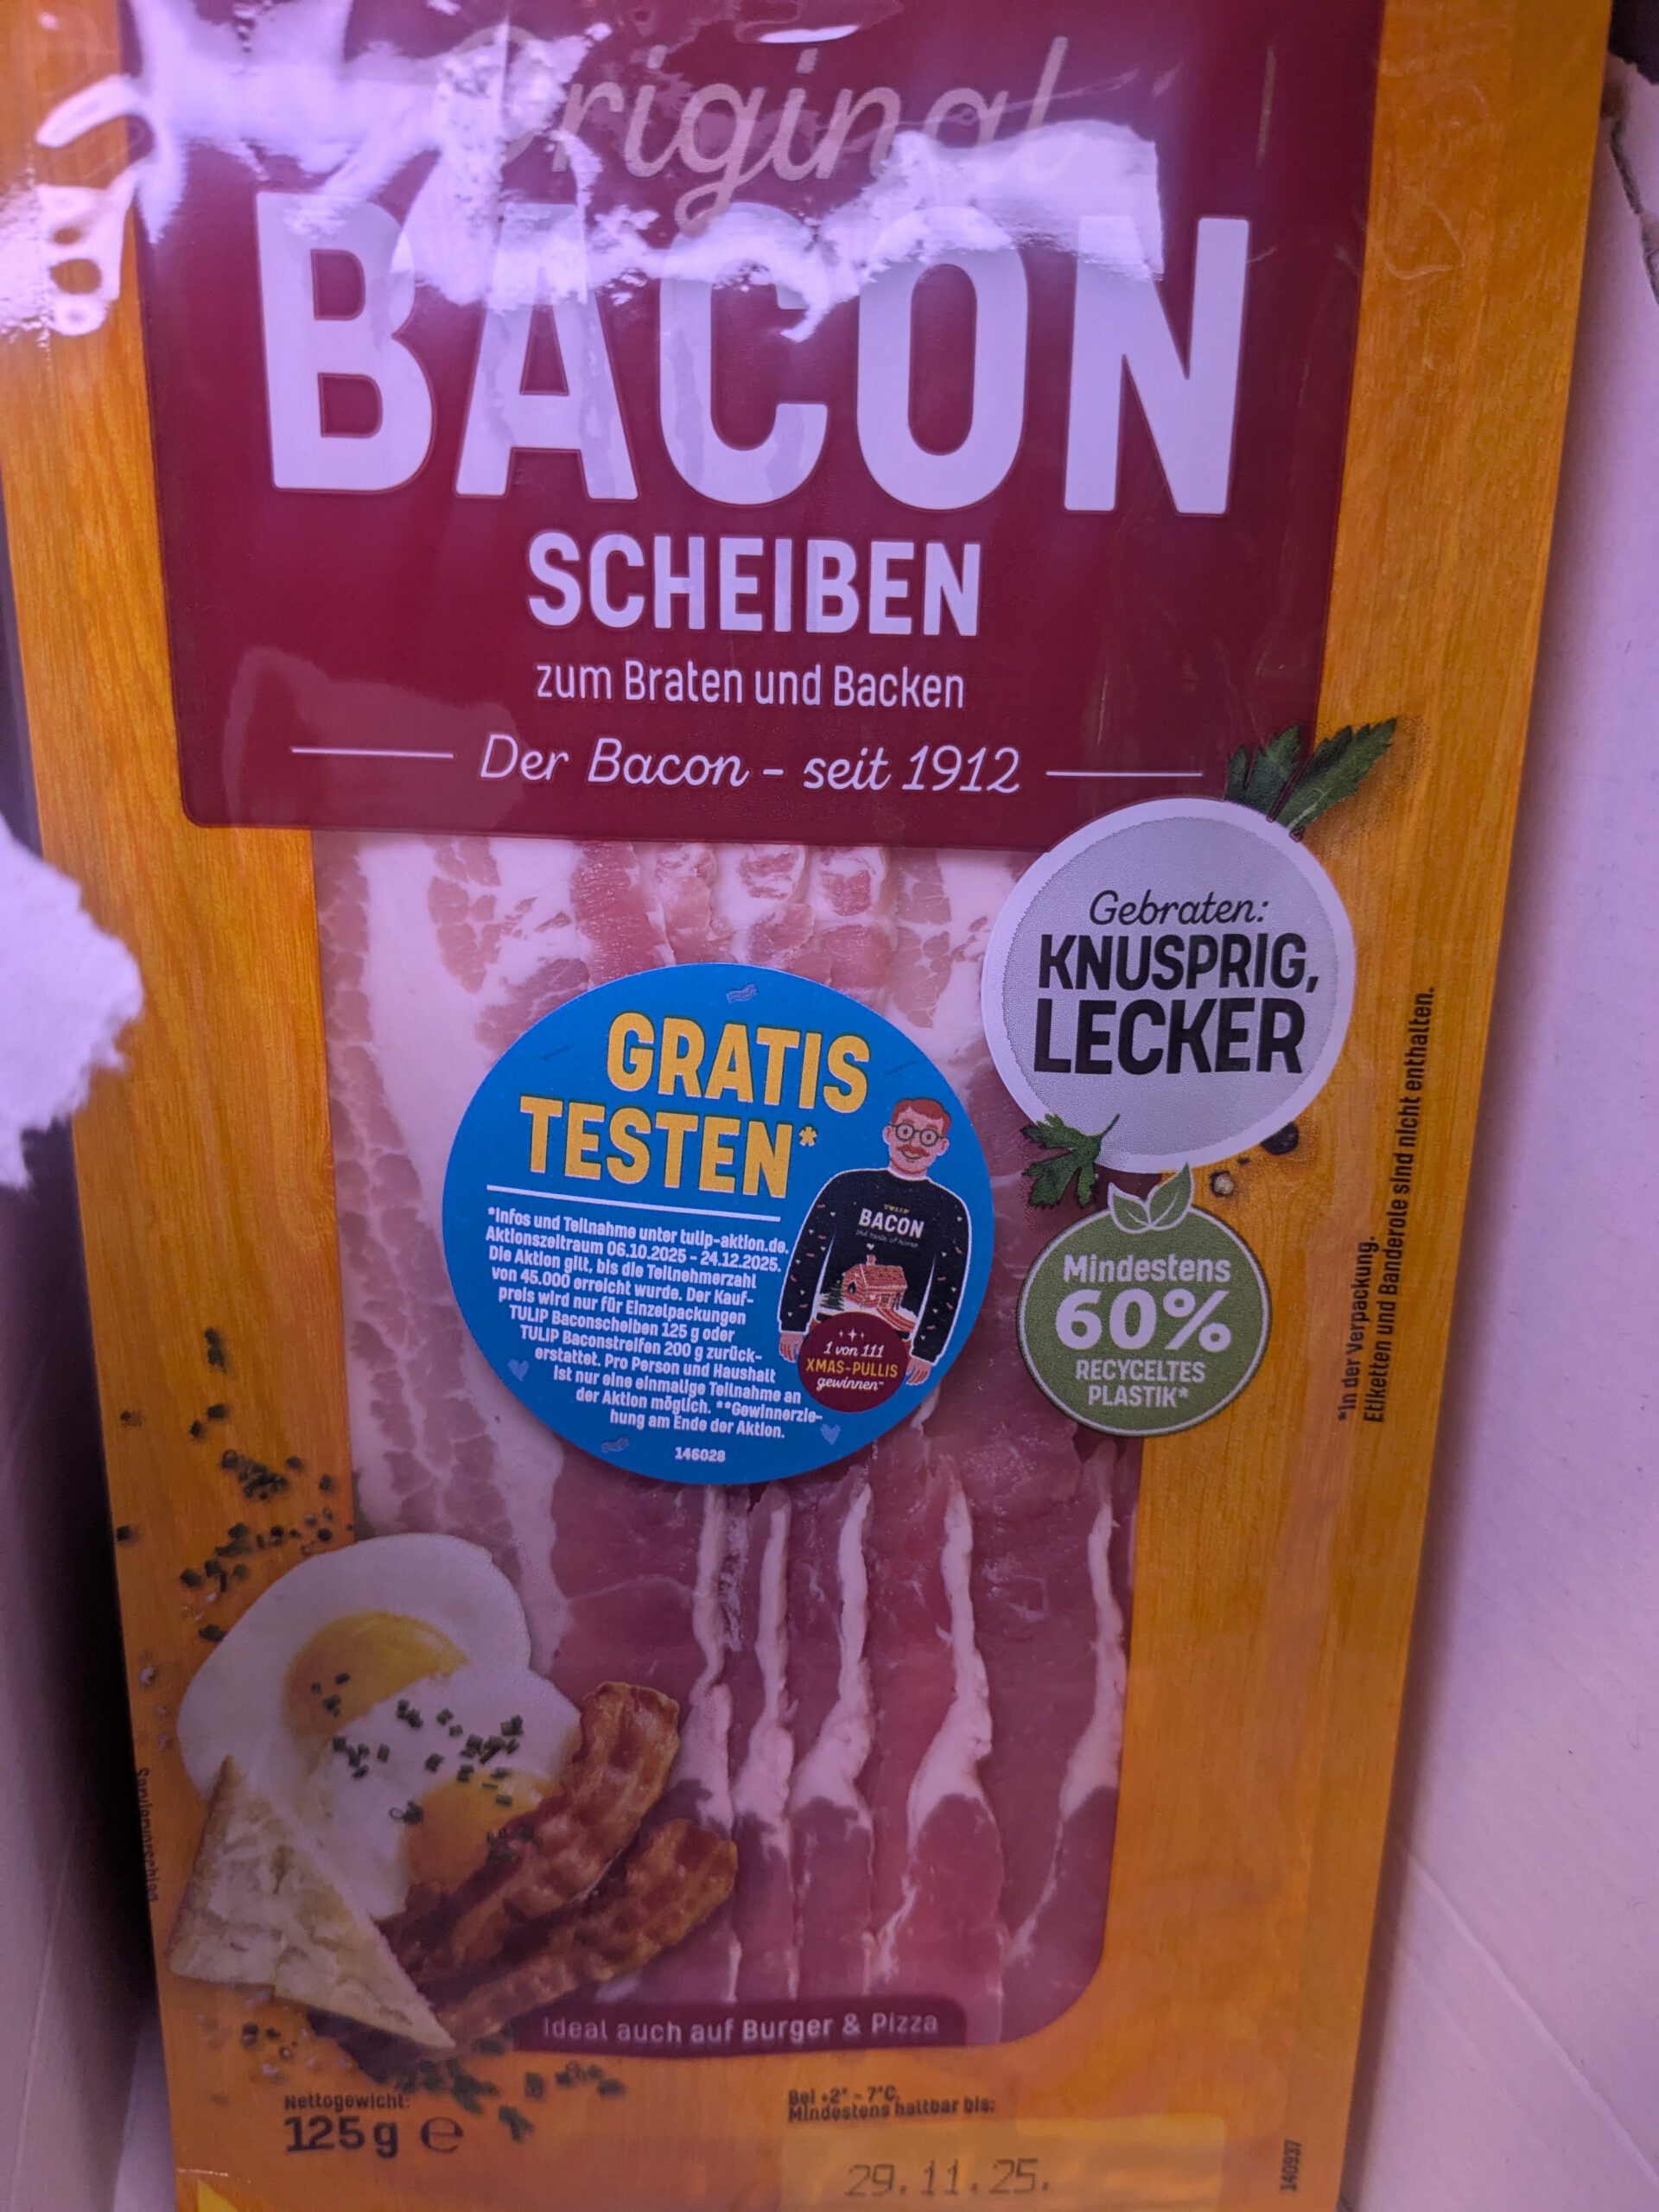 Original
BACON
SCHEIBEN
zum Braten und Backen
Der Bacon - seit 1912
Gebraten:
KNUSPRIG,
LECKER
GRATIS
TESTEN*
*Infos und Teilnahme unter tulip-aktion.de.
Aktionszeitraum 06.10.2025 - 24.12.2025.
Die Aktion gilt, bis die Teilnehmerzahl
von 45.000 erreicht wurde. Der Kauf-
preis wird nur für Einzelpackungen
TULIP Baconscheiben 125 g oder
TULIP Baconstreifen 200 g zurück-
erstattet. Pro Person und Haushalt
ist nur eine einmalige Teilnahme an
der Aktion möglich. **Gewinnerzie-
hung am Ende der Aktion.
146028
TULIP
BACON
1 von 111
XMAS-PULLIS
gewinnen**
Mindestens
60%
RECYCELTES
PLASTIK*
*In der Verpackung.
Etiketten und Banderole sind nicht enthalten.
Serviervorschlag
Ideal auch auf Burger & Pizza
Nettogewicht:
125 g e
Bei +2° - 7°C.
Mindestens haltbar bis:
29.11.25.
140937